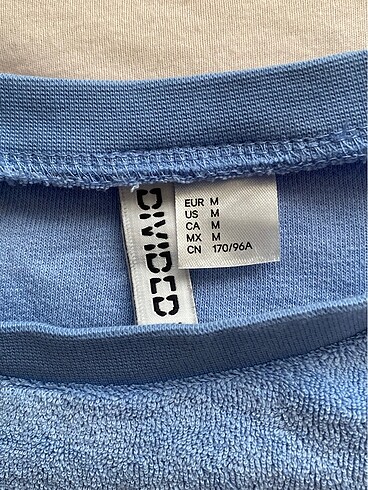 DIVIDED
EUR M
US M
CA M
MX M
CN 170/96A